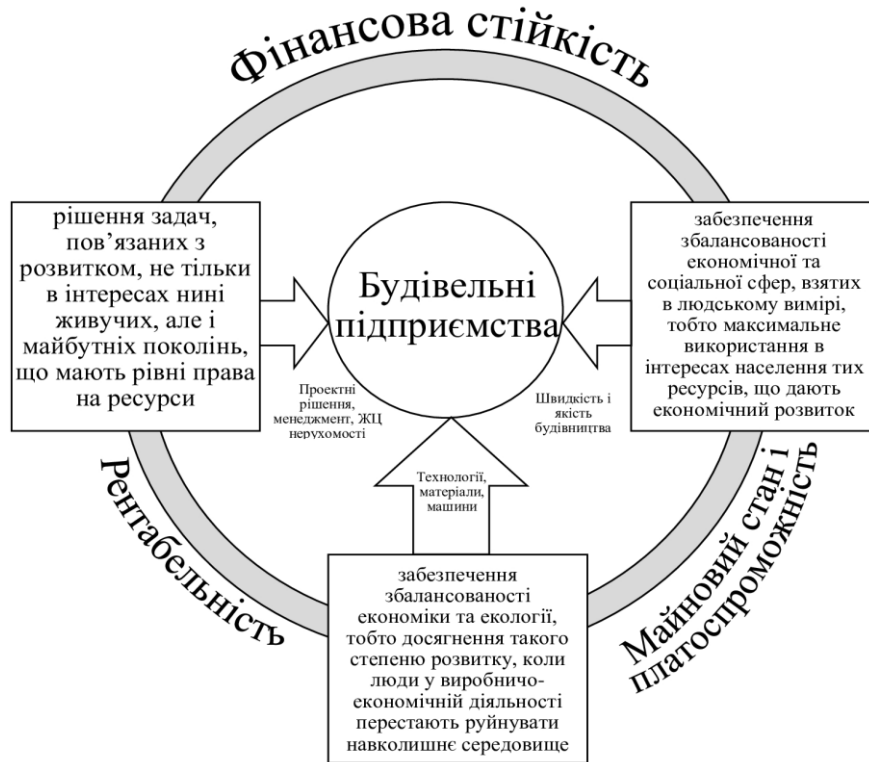 Фінансова стійкість
рішення задач,
пов’язаних з
розвитком, не тільки
в інтересах нині
живучих, але і
майбутніх поколінь,
що мають рівні права
на ресурси
Будівельні
підприємства
забезпечення
збалансованості
економічної та
соціальної сфер, взятих
в людському вимірі,
тобто максимальне
використання в
інтересах населення тих
ресурсів, що дають
економічний розвиток
Проектні
рішення,
менеджмент, ЖЦ
нерухомості
Швидкість і
якість
будівництва
Технології,
матеріали,
машини
Рентабельність
Майновий стан і
платоспроможність
забезпечення
збалансованості
економіки та екології,
тобто досягнення такого
степеню розвитку, коли
люди у виробничо-
економічній діяльності
перестають руйнувати
навколишнє середовище